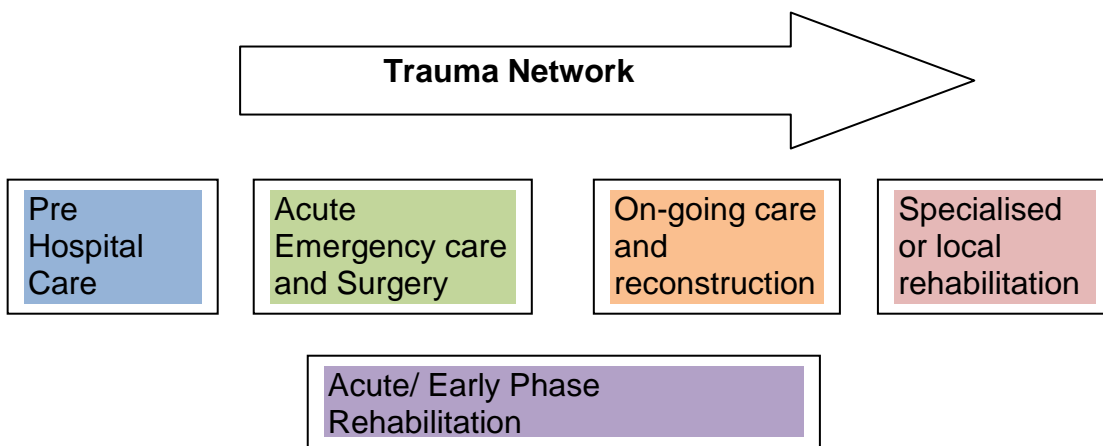 Trauma Network
Pre
Hospital
Care
Acute
Emergency care
and Surgery
On-going care
and
reconstruction
Specialised
or local
rehabilitation
Acute/ Early Phase
Rehabilitation